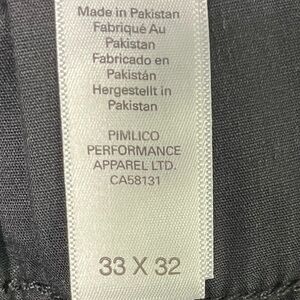 Made in Pakistan
Fabriqué Au
Pakistan
Fabricado en
Pakistán
Hergestellt in
Pakistan
PIMLICO
PERFORMANCE
APPAREL LTD.
CA58131
33 X 32